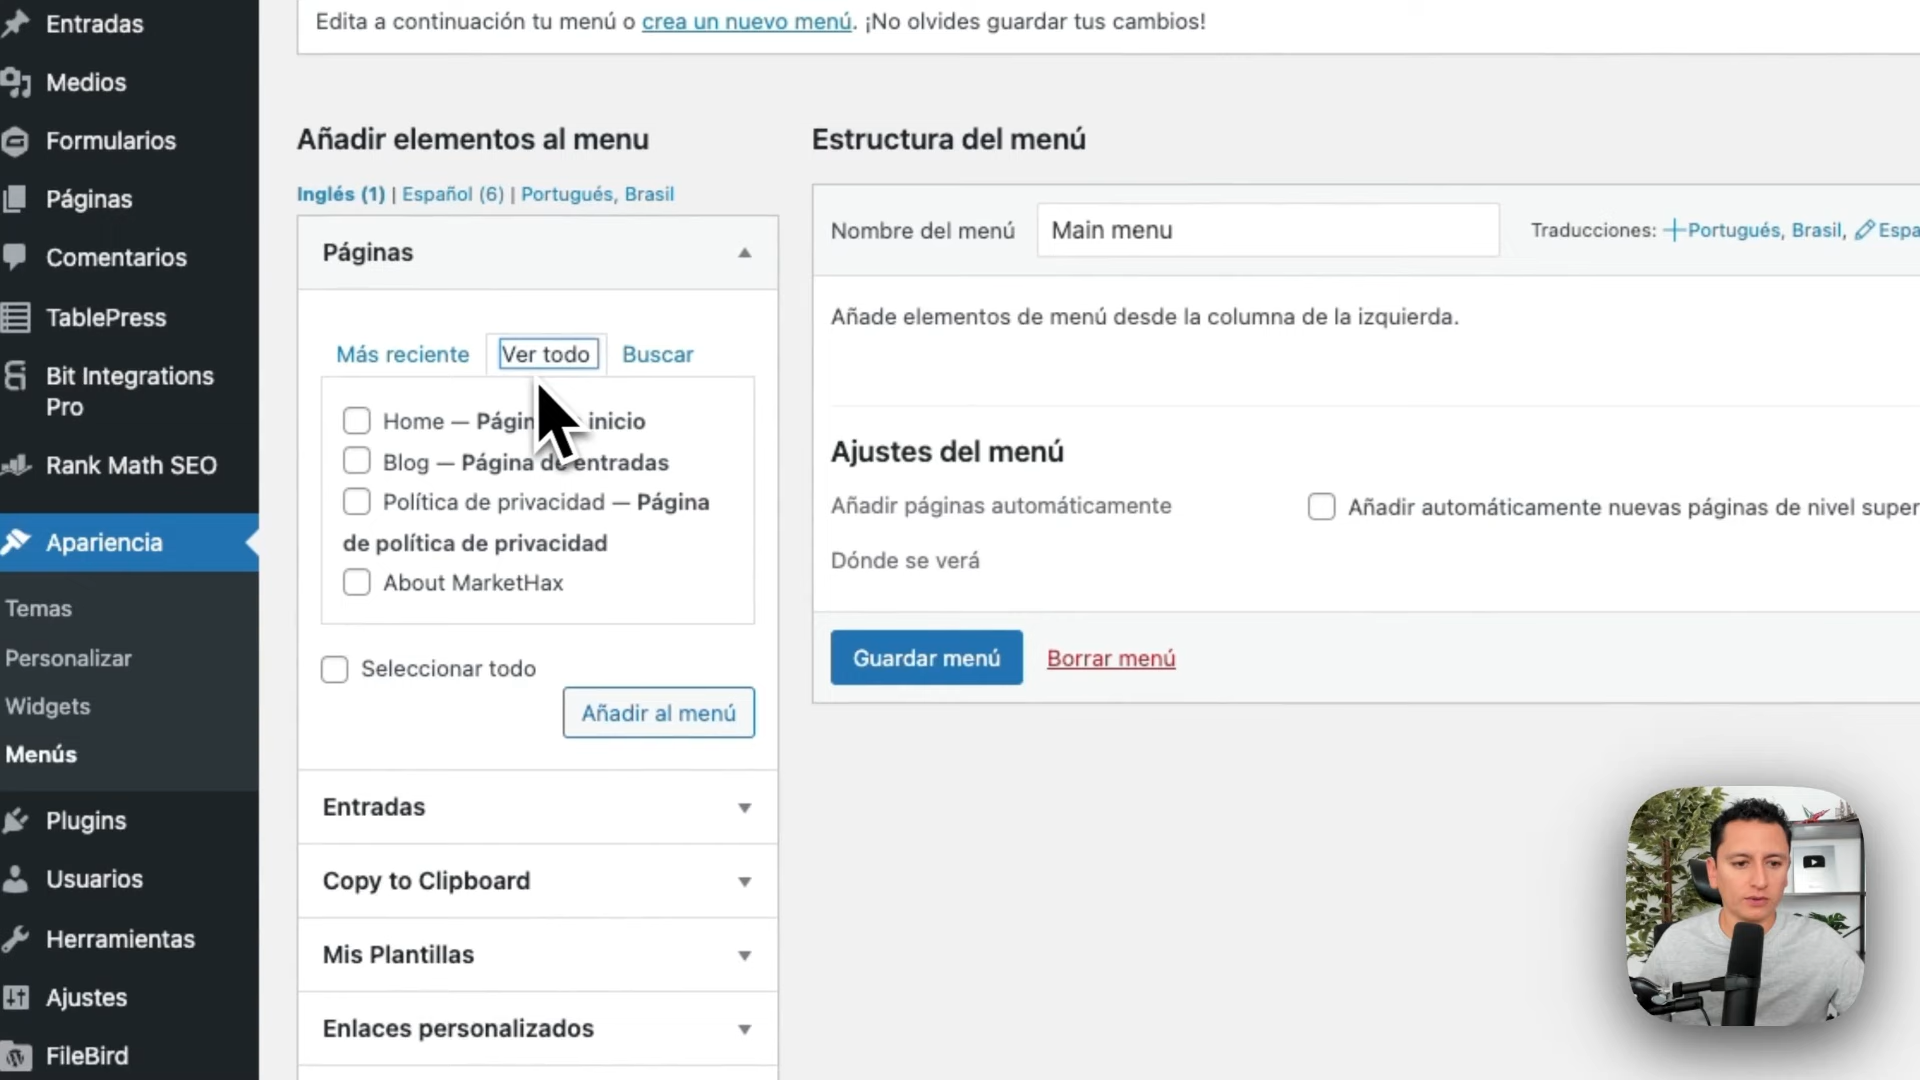 Entradas
Medios
Formularios
Páginas
Comentarios
TablePress
Bit Integrations
Pro
Rank Math SEO
Apariencia
Temas
Personalizar
Widgets
Menús
Plugins
Usuarios
Herramientas
Ajustes
FileBird
Edita a continuación tu menú o crea un nuevo menú. ¡No olvides guardar tus cambios!
Añadir elementos al menu
Inglés (1) | Español (6) | Portugués, Brasil
Páginas
Más reciente
Ver todo
Buscar
Home — Págin inicio
Blog — Página de entradas
Política de privacidad — Página
de política de privacidad
About MarketHax
Seleccionar todo
Añadir al menú
Entradas
Copy to Clipboard
Mis Plantillas
Enlaces personalizados
Estructura del menú
Nombre del menú
Main menu
Traducciones: Portugués, Brasil, Espa
Añade elementos de menú desde la columna de la izquierda.
Ajustes del menú
Añadir páginas automáticamente
Añadir automáticamente nuevas páginas de nivel super
Dónde se verá
Guardar menú
Borrar menú